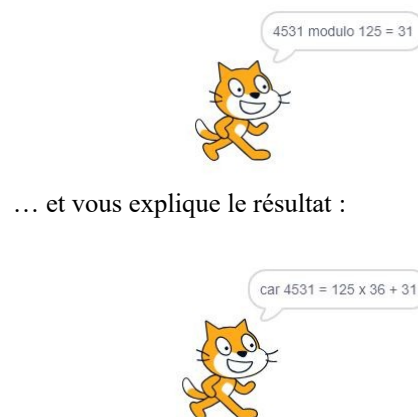 4531 modulo 125 = 31
… et vous explique le résultat :
car 4531 = 125 x 36 + 31